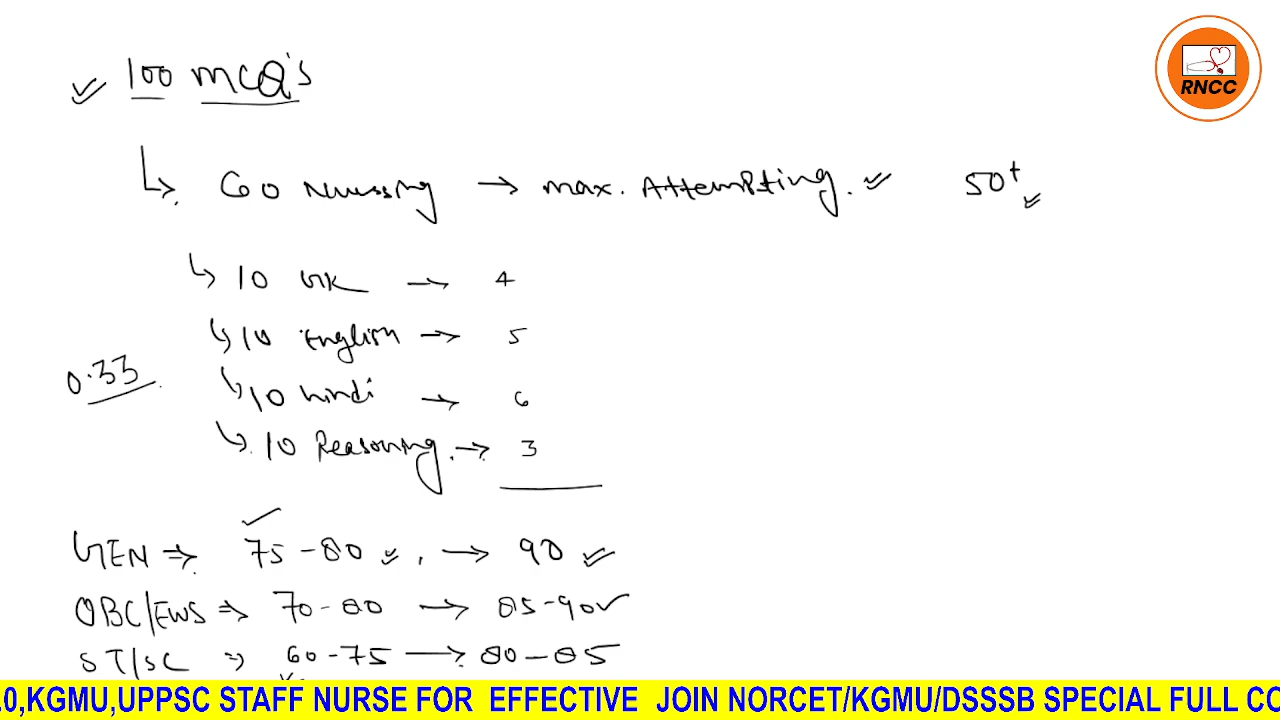 RNCC
100 MCQ's
60 Nursing → max. Attempting. 50+
10 GK → 4
10 English → 5
0.33
10 hindi → 6
10 Reasoning. → 3
GEN ⇒ 75-80, → 90
OBC/EWS ⇒ 70-80 → 85-90
ST/SC ⇒ 60-75 → 80-85
.0,KGMU,UPPSC STAFF NURSE FOR EFFECTIVE JOIN NORCET/KGMU/DSSSB SPECIAL FULL CO